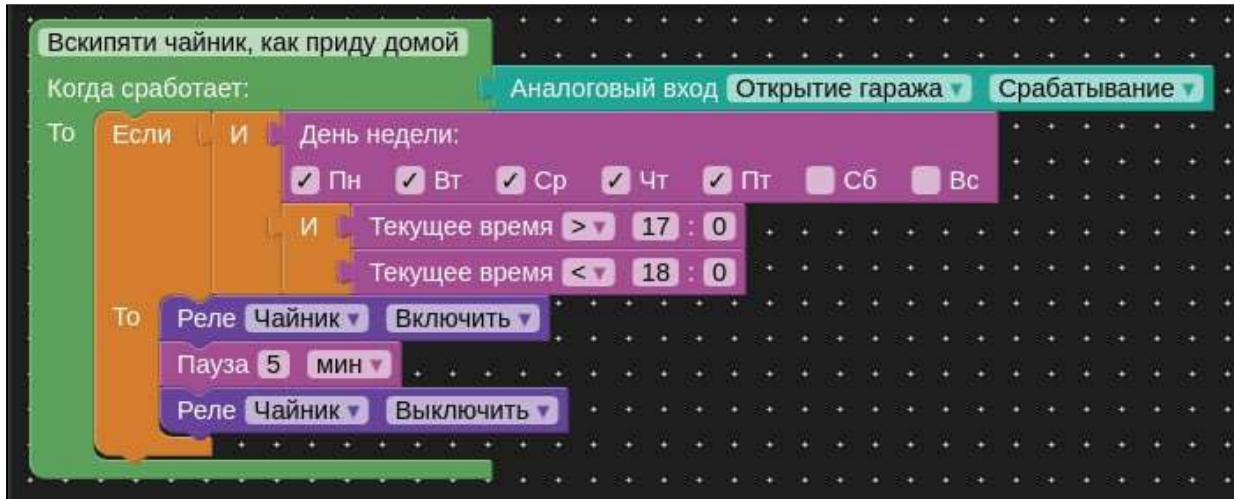 Вскипяти чайник, как приду домой
Когда сработает: Аналоговый вход Открытие гаража Срабатывание
То Если И День недели:
Пн Вт Ср Чт Пт Сб Вс
И Текущее время > 17 : 0
Текущее время < 18 : 0
То Реле Чайник Включить
Пауза 5 мин
Реле Чайник Выключить